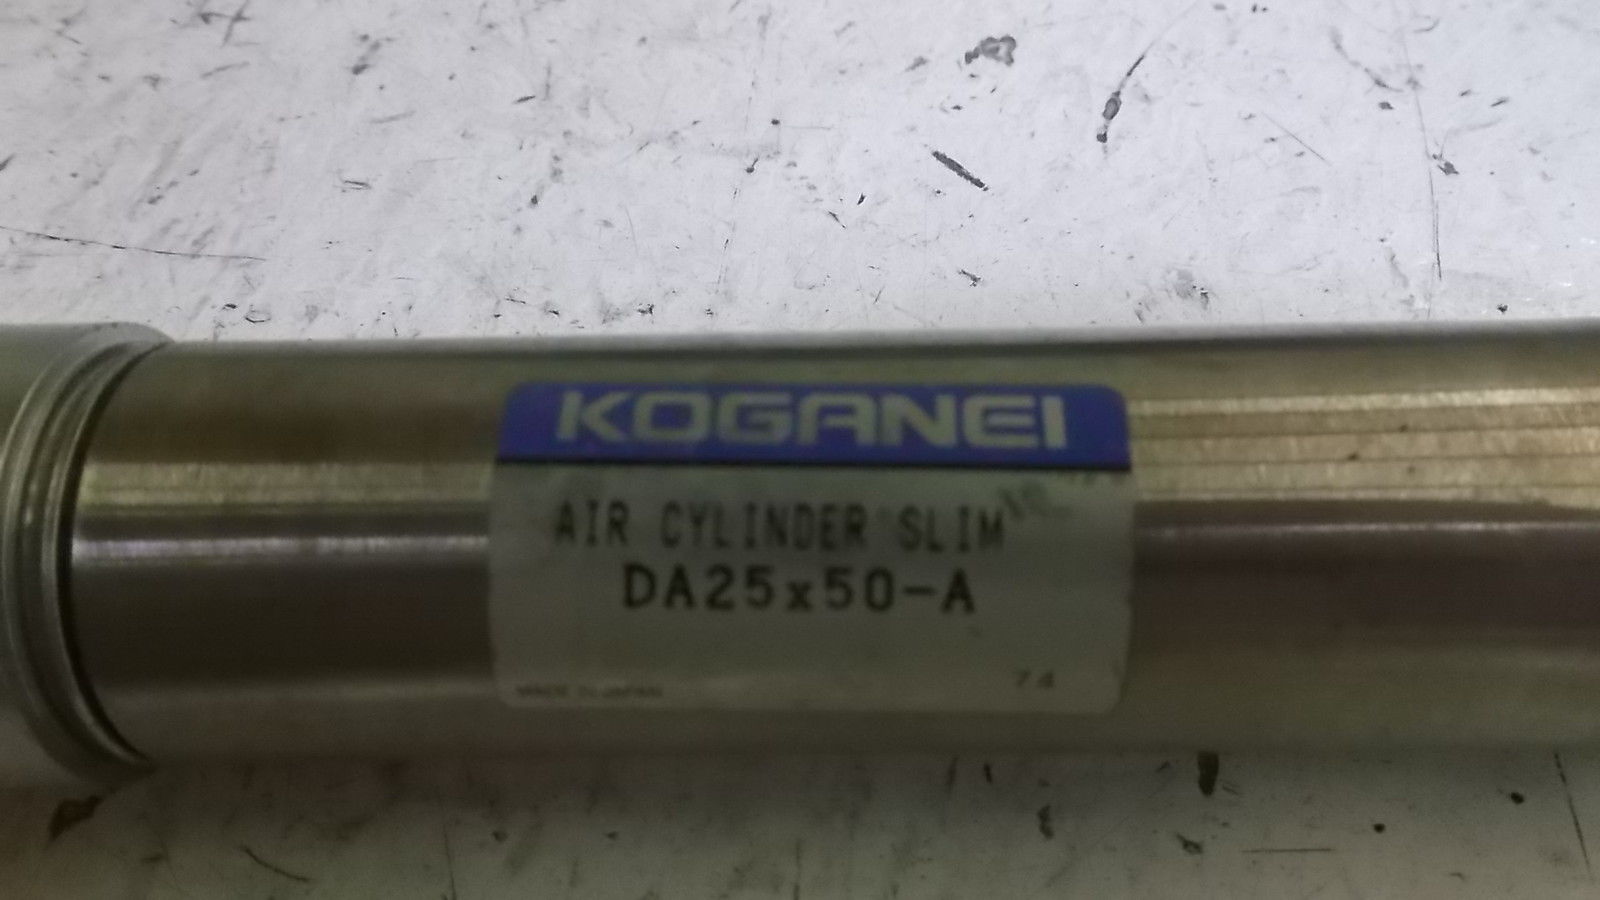 KOGANEI
AIR CYLINDER SLIM
DA25x50-A
MADE IN JAPAN
74